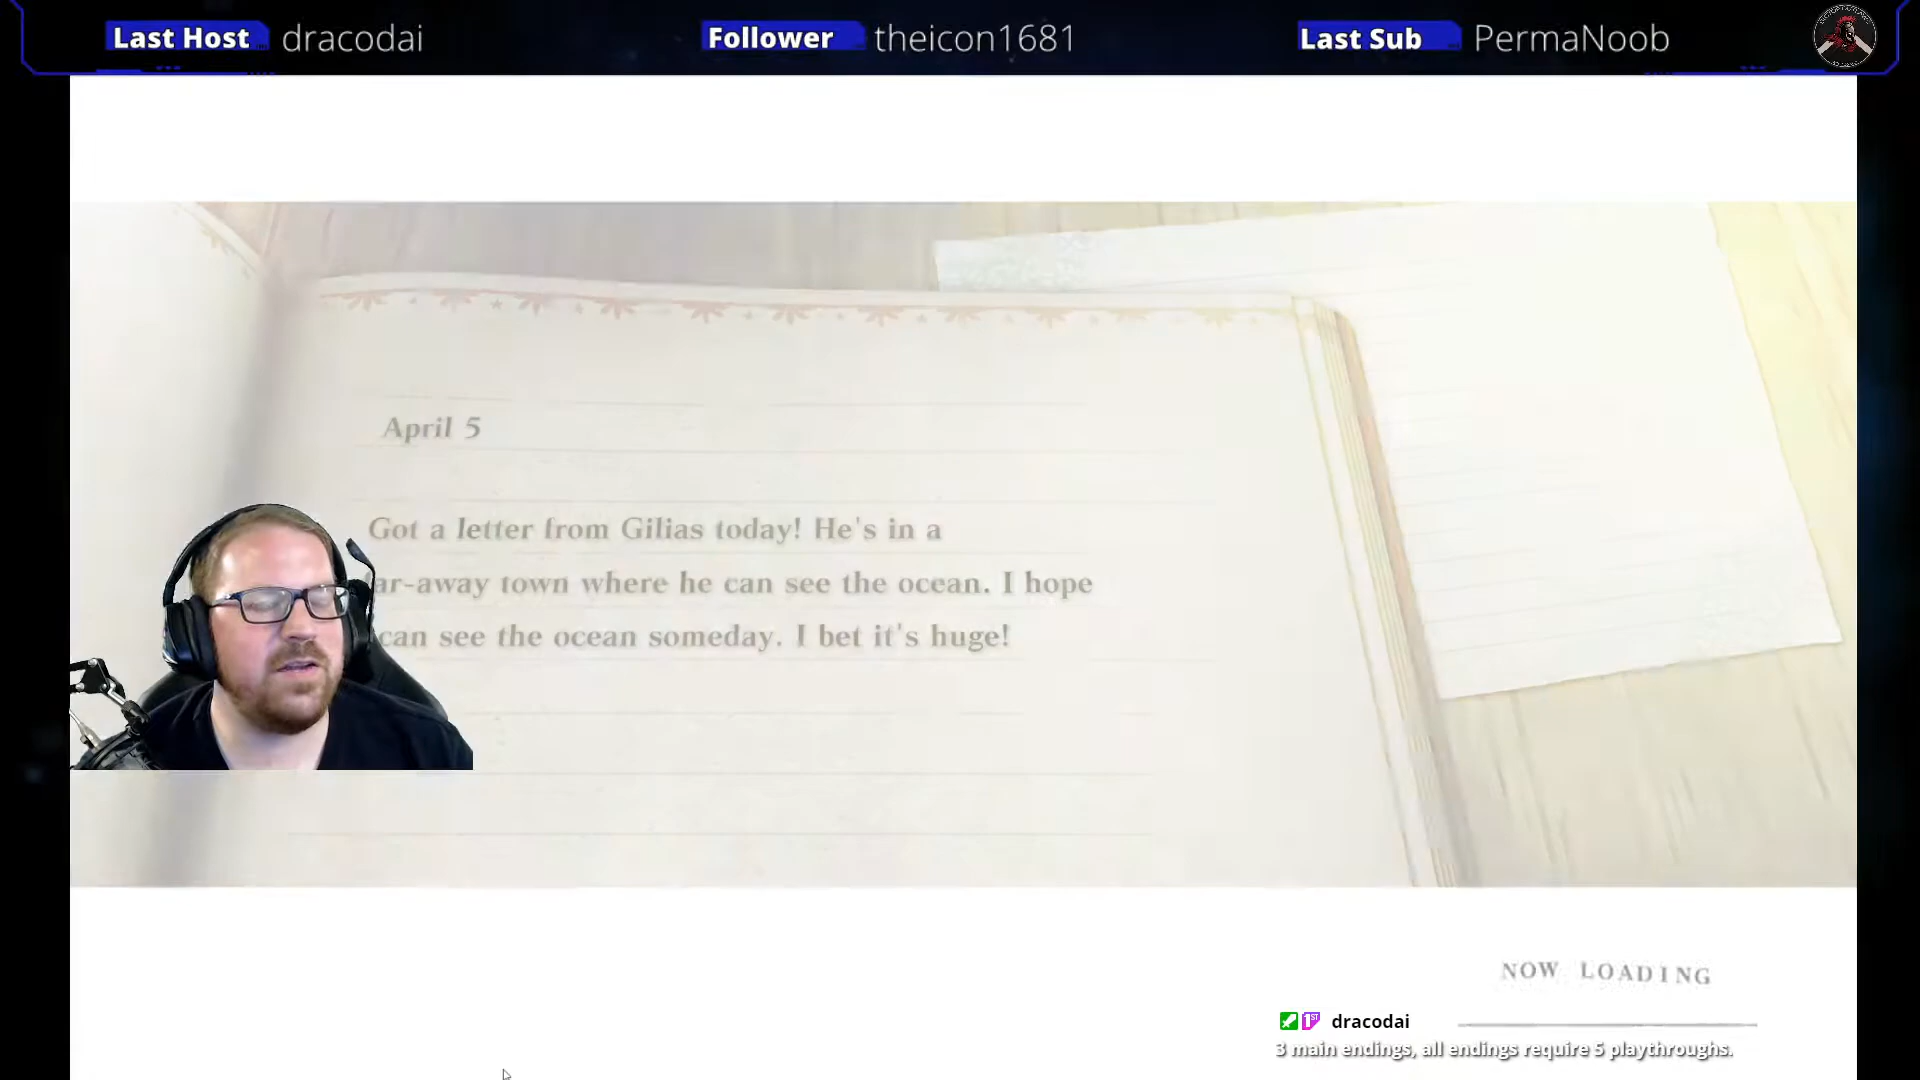 Last Host dracodai Follower theicon1681 Last Sub PermaNoob
April 5
Got a letter from Gilias today! He's in a
ar-away town where he can see the ocean. I hope
can see the ocean someday. I bet it's huge!
NOW LOADING
dracodai
3 main endings, all endings require 5 playthroughs.